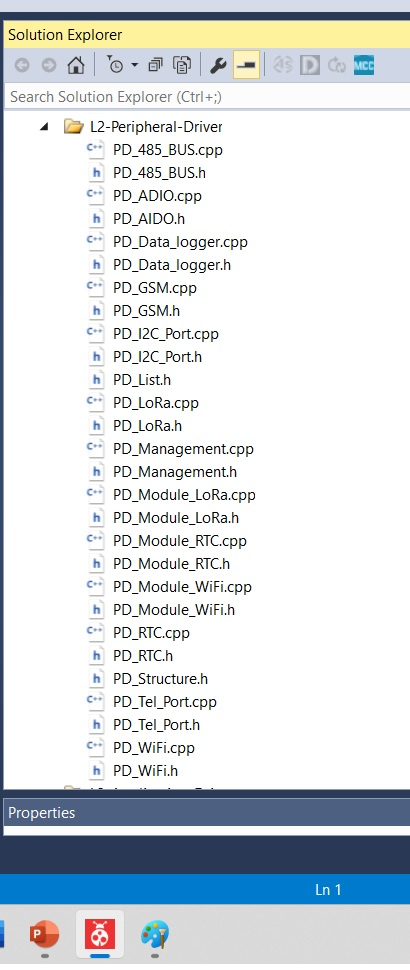 Solution Explorer
MCC
Search Solution Explorer (Ctrl+;)
L2-Peripheral-Driver
C++ PD_485_BUS.cpp
h PD_485_BUS.h
C++ PD_ADIO.cpp
h PD_AIDO.h
C++ PD_Data_logger.cpp
h PD_Data_logger.h
C++ PD_GSM.cpp
h PD_GSM.h
C++ PD_I2C_Port.cpp
h PD_I2C_Port.h
h PD_List.h
C++ PD_LoRa.cpp
h PD_LoRa.h
C++ PD_Management.cpp
h PD_Management.h
C++ PD_Module_LoRa.cpp
h PD_Module_LoRa.h
C++ PD_Module_RTC.cpp
h PD_Module_RTC.h
C++ PD_Module_WiFi.cpp
h PD_Module_WiFi.h
C++ PD_RTC.cpp
h PD_RTC.h
h PD_Structure.h
C++ PD_Tel_Port.cpp
h PD_Tel_Port.h
C++ PD_WiFi.cpp
h PD_WiFi.h
Properties
Ln 1